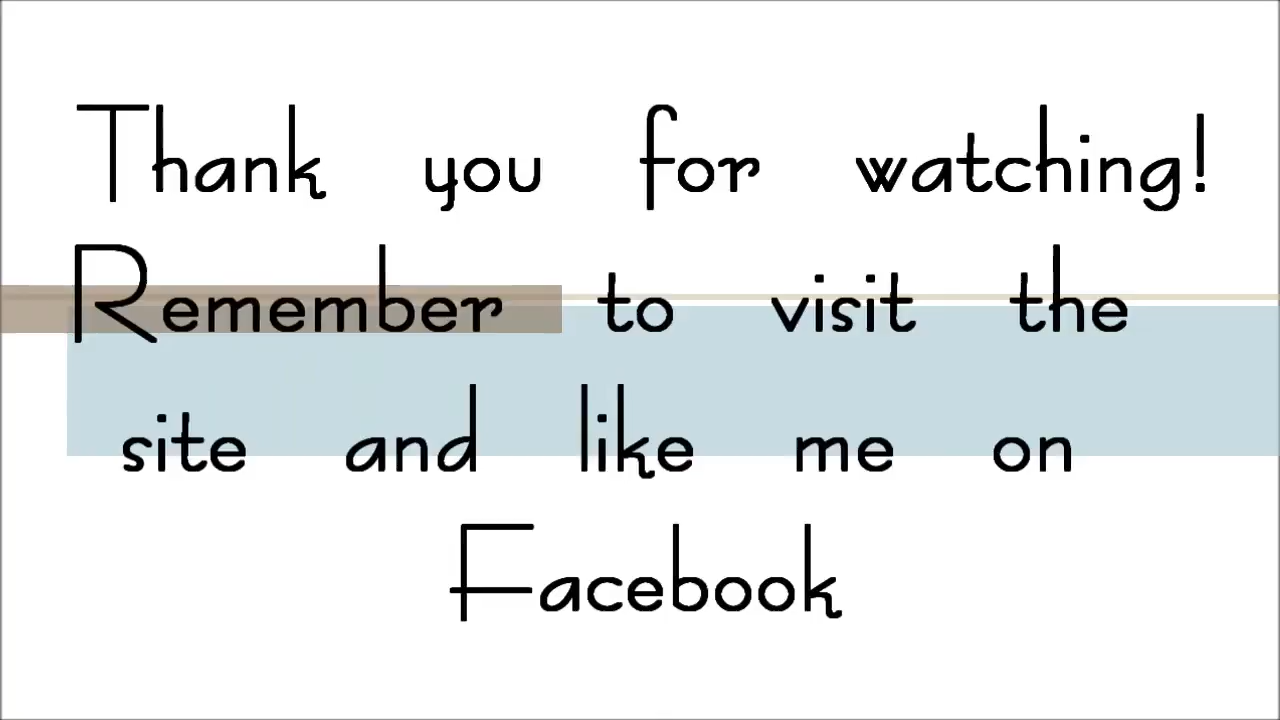 Thank you for watching!
Remember to visit the
site and like me on
Facebook